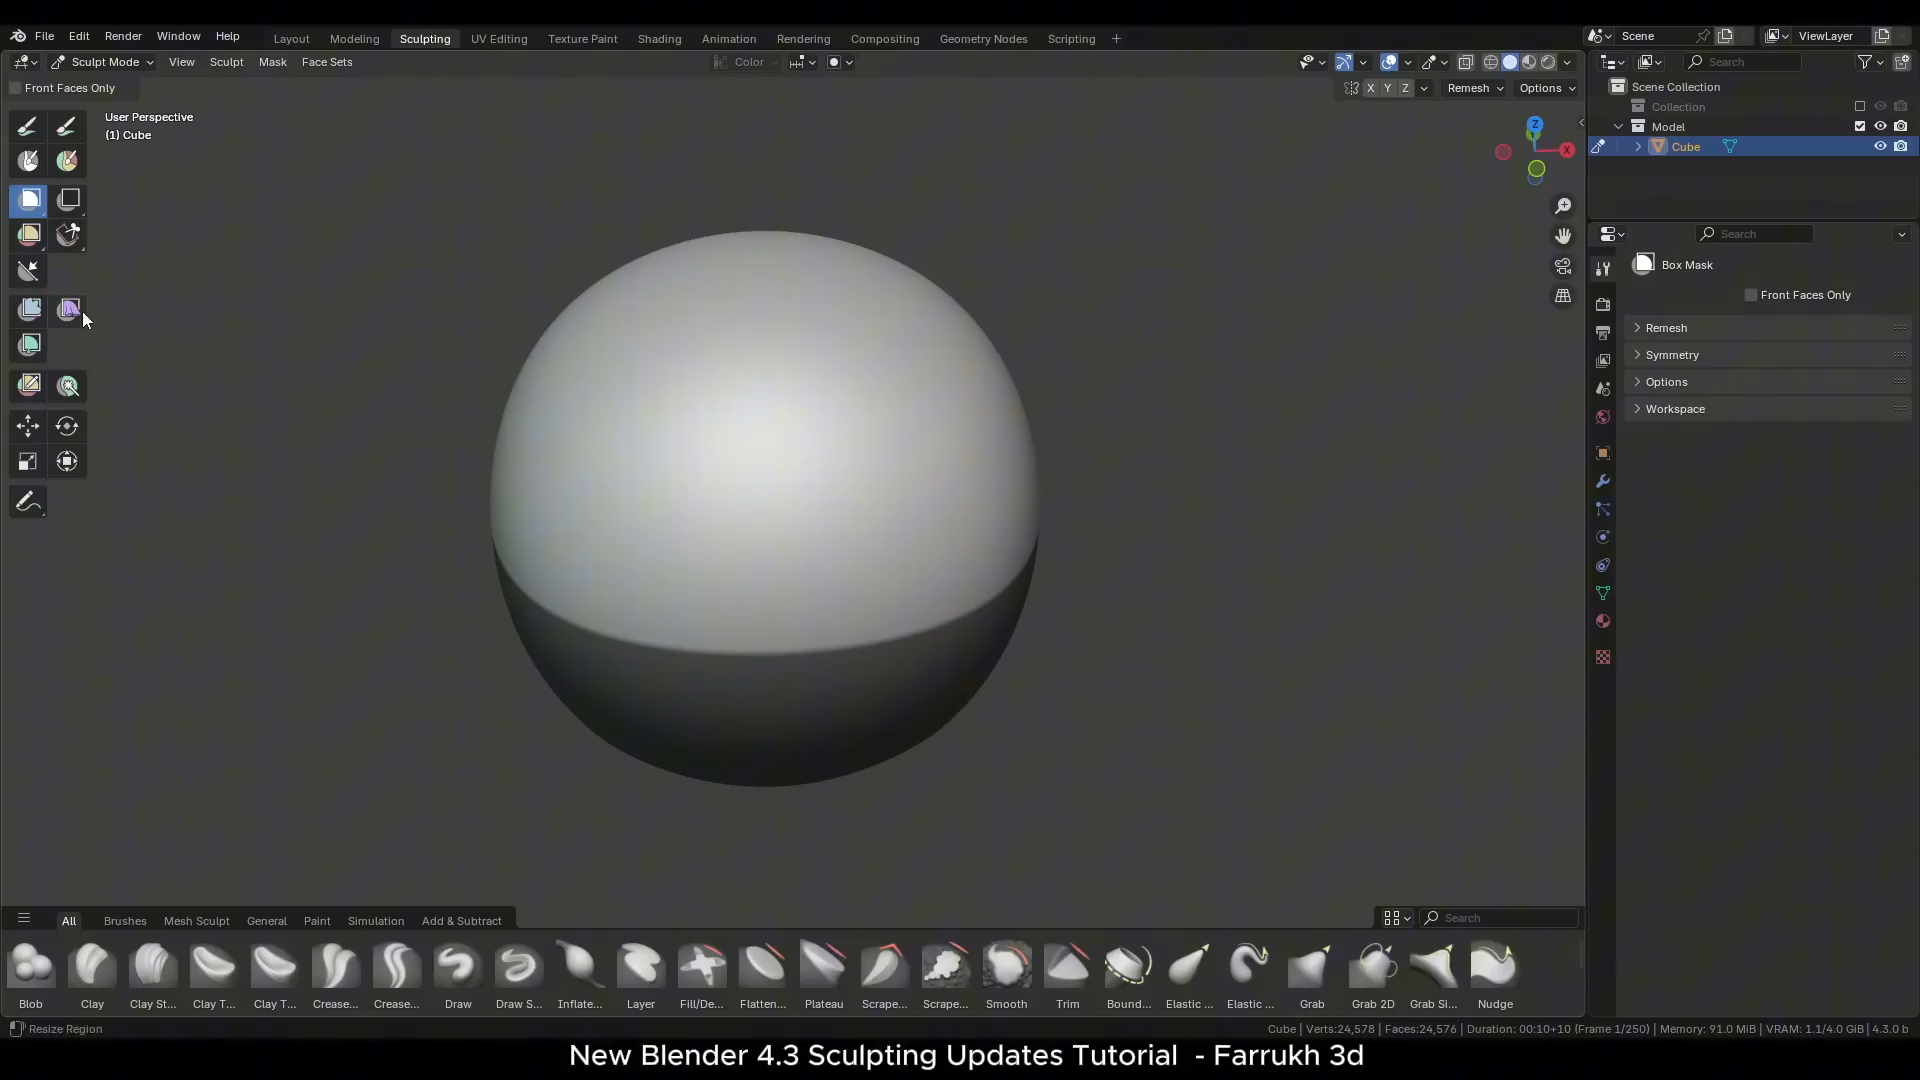 File Edit Render Window Help Layout Modeling Sculpting UV Editing Texture Paint Shading Animation Rendering Compositing Geometry Nodes Scripting + Scene ViewLayer
Sculpt Mode View Sculpt Mask Face Sets Color Search
Front Faces Only X Y Z Remesh Options
Scene Collection
Collection
Model
Cube
User Perspective
(1) Cube
Z
X
Search
Box Mask
Front Faces Only
Remesh
Symmetry
Options
Workspace
All Brushes Mesh Sculpt General Paint Simulation Add & Subtract Search
Blob Clay Clay St... Clay T... Clay T... Crease... Crease... Draw Draw S... Inflate... Layer Fill/De... Flatten... Plateau Scrape... Scrape... Smooth Trim Bound... Elastic ... Elastic ... Grab Grab 2D Grab Si... Nudge
Resize Region Cube | Verts:24,578 | Faces:24,576 | Duration: 00:10+10 (Frame 1/250) | Memory: 91.0 MiB | VRAM: 1.1/4.0 GiB | 4.3.0 b
New Blender 4.3 Sculpting Updates Tutorial - Farrukh 3d